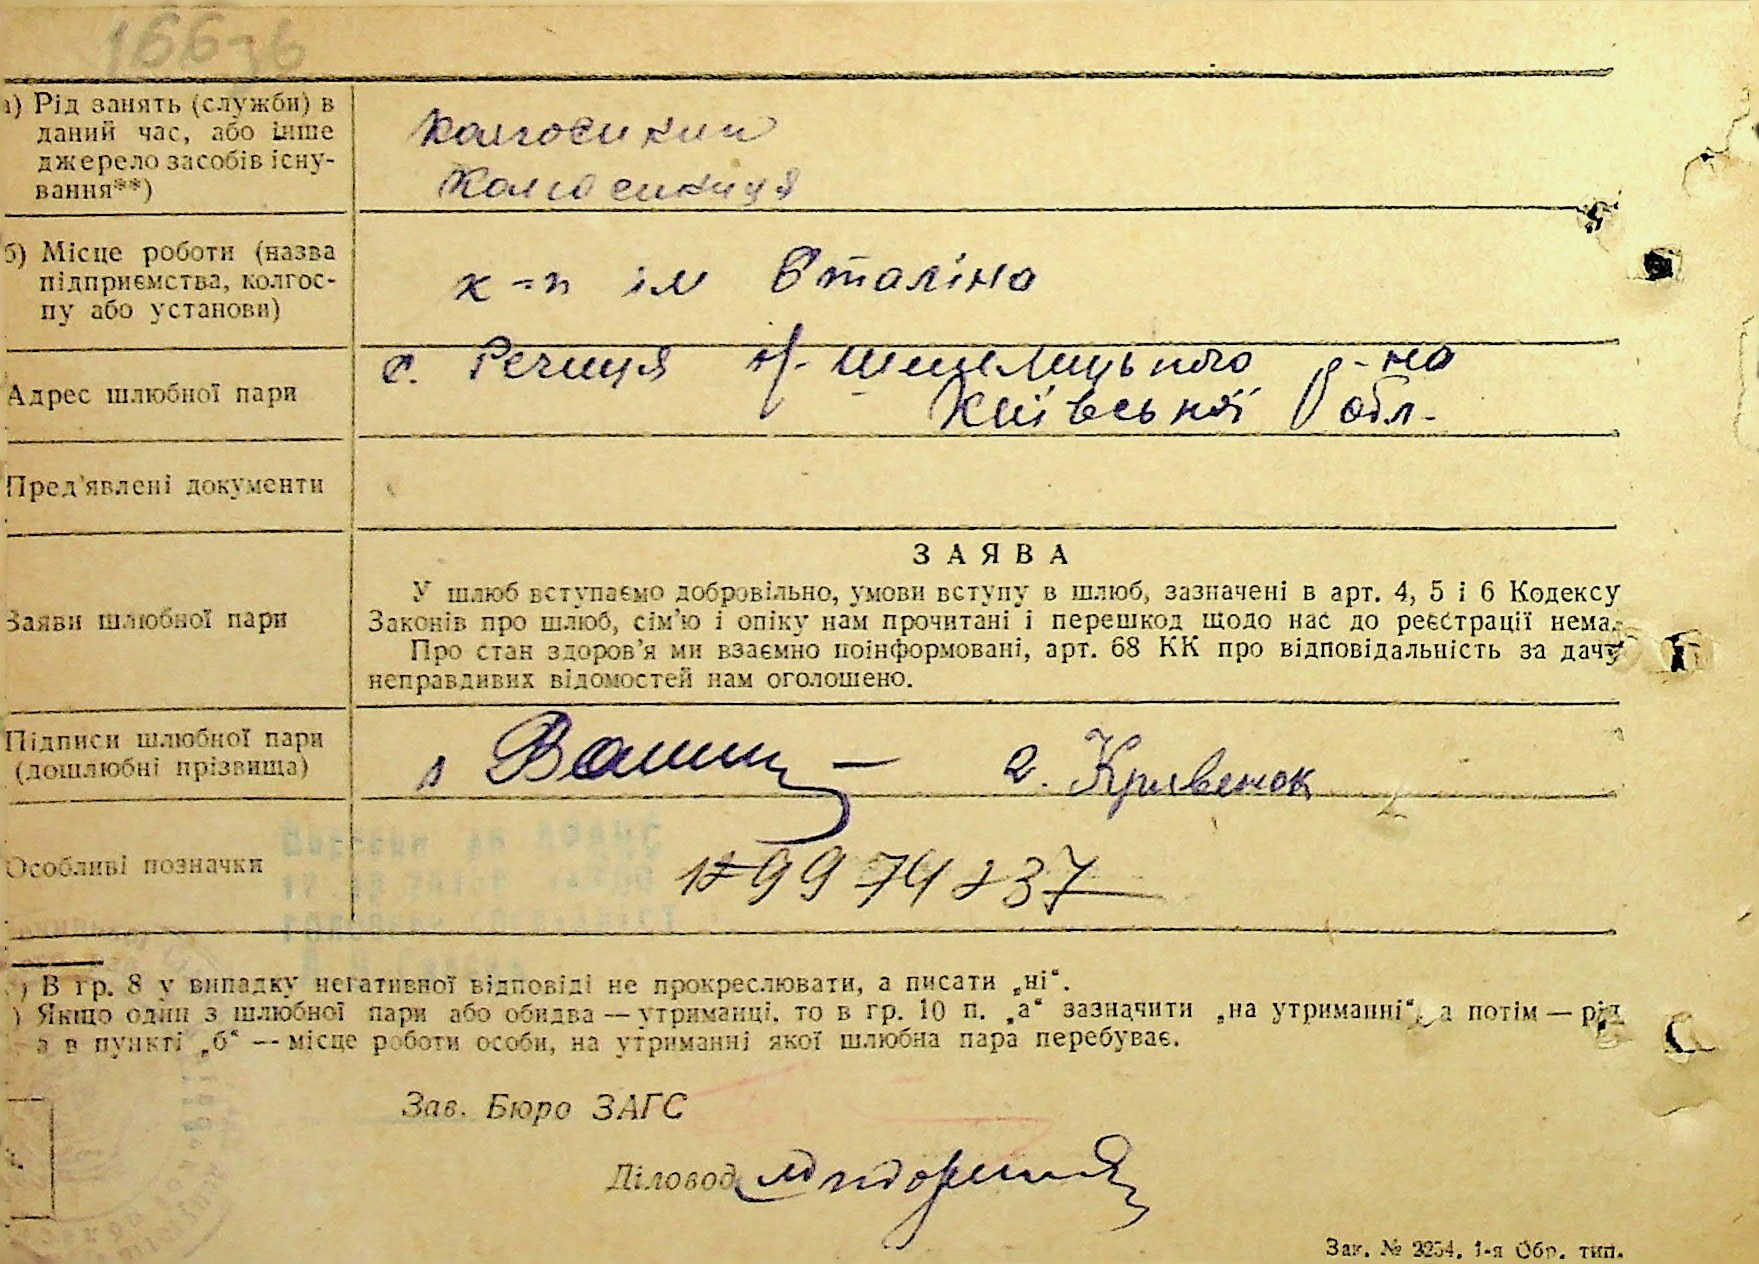 166-зв
а) Рід занять (служби) в
даний час, або інше
джерело засобів існу-
вання**)
колгоспник
колгоспниця
б) Місце роботи (назва
підприємства, колгос-
пу або установи)
к-п ім Сталіна
Адрес шлюбної пари
с. Речиця Н-Шепелицького р-на
Київської обл.
Пред'явлені документи
ЗАЯВА
Заяви шлюбної пари
У шлюб вступаємо добровільно, умови вступу в шлюб, зазначені в арт. 4, 5 і 6 Кодексу
Законів про шлюб, сім'ю і опіку нам прочитані і перешкод щодо нас до реєстрації нема.
Про стан здоров'я ми взаємно поінформовані, арт. 68 КК про відповідальність за дачу
неправдивих відомостей нам оголошено.
Підписи шлюбної пари
(дошлюбні прізвища)
1 2. Кривенок
Особливі позначки
) В гр. 8 у випадку негативної відповіді не прокреслювати, а писати „ні“.
) Якщо один з шлюбної пари або обидва — утриманці, то в гр. 10 п. „а“ зазначити „на утриманні“, а потім — рід
а в пункті „б“ — місце роботи особи, на утриманні якої шлюбна пара перебуває.
Зав. Бюро ЗАГС
Діловод
Зак. № 2254. 1-я Обр. тип.